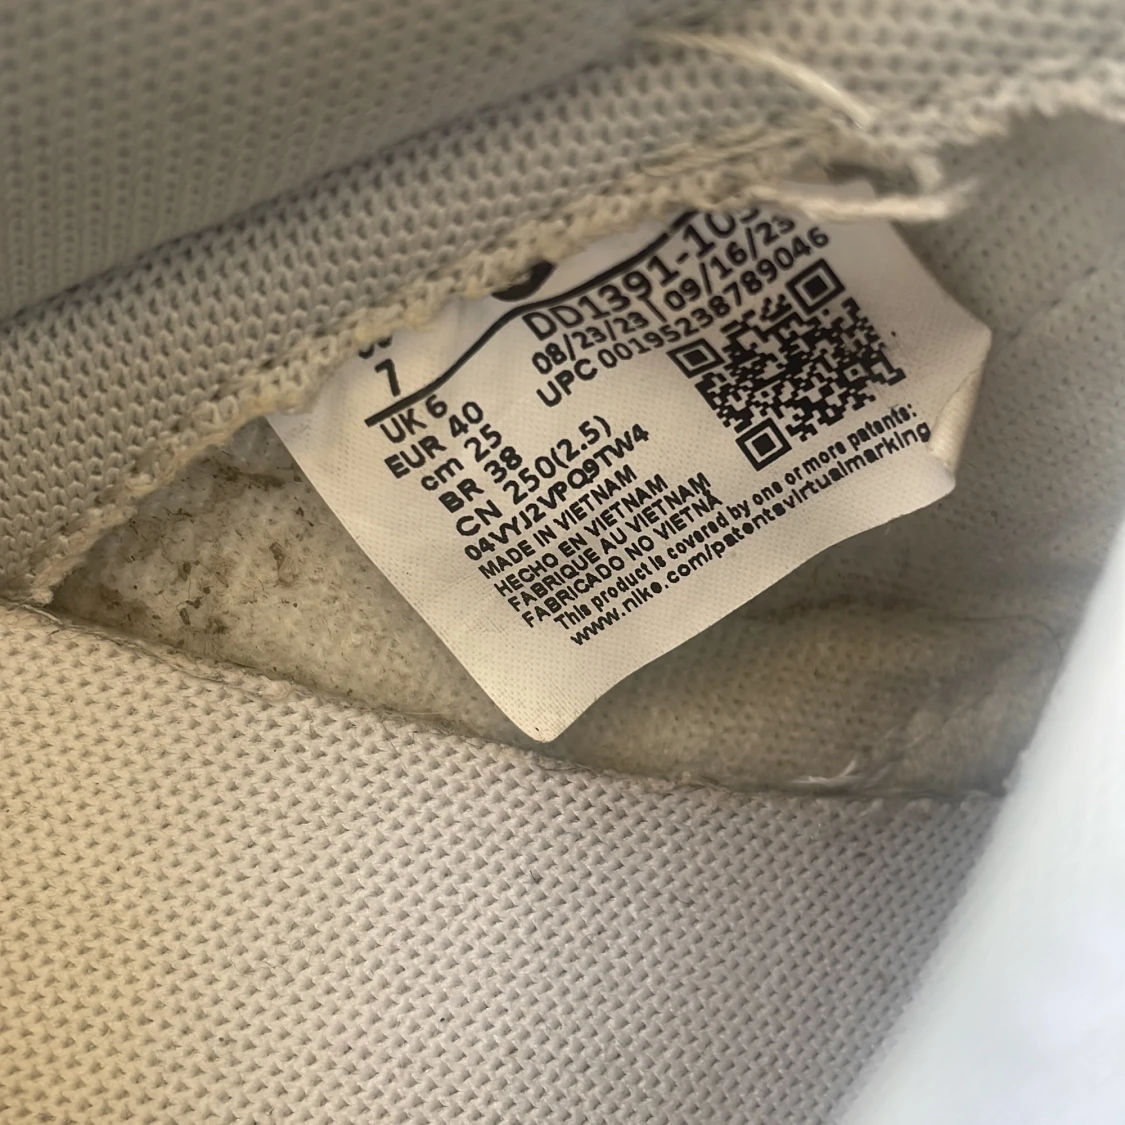 7
UK 6
EUR 40
cm 25
BR 38
CN 250(2.5)
DD1391-103
08/23/23 09/16/23
UPC 00195238789046
04VYJ2VPQ9TW4
MADE IN VIETNAM
HECHO EN VIETNAM
FABRIQUE AU VIETNAM
FABRICADO NO VIETNÃ
This product is covered by one or more patents:
www.nike.com/patentsvirtualmarking